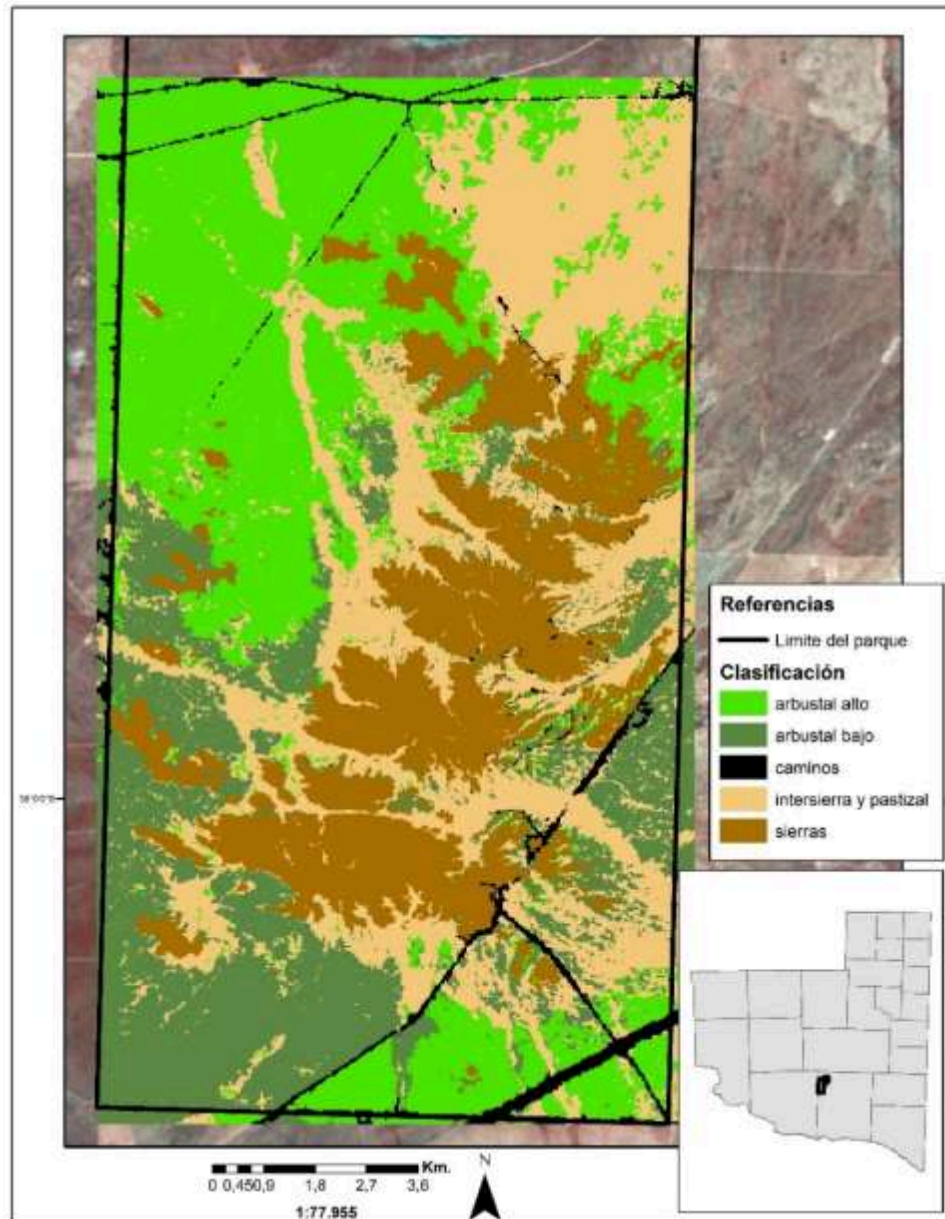 Referencias
Limite del parque
Clasificación
arbustal alto
arbustal bajo
caminos
intersierra y pastizal
sierras
Km.
0 0,450,9 1,8 2,7 3,6
1:77.955
N